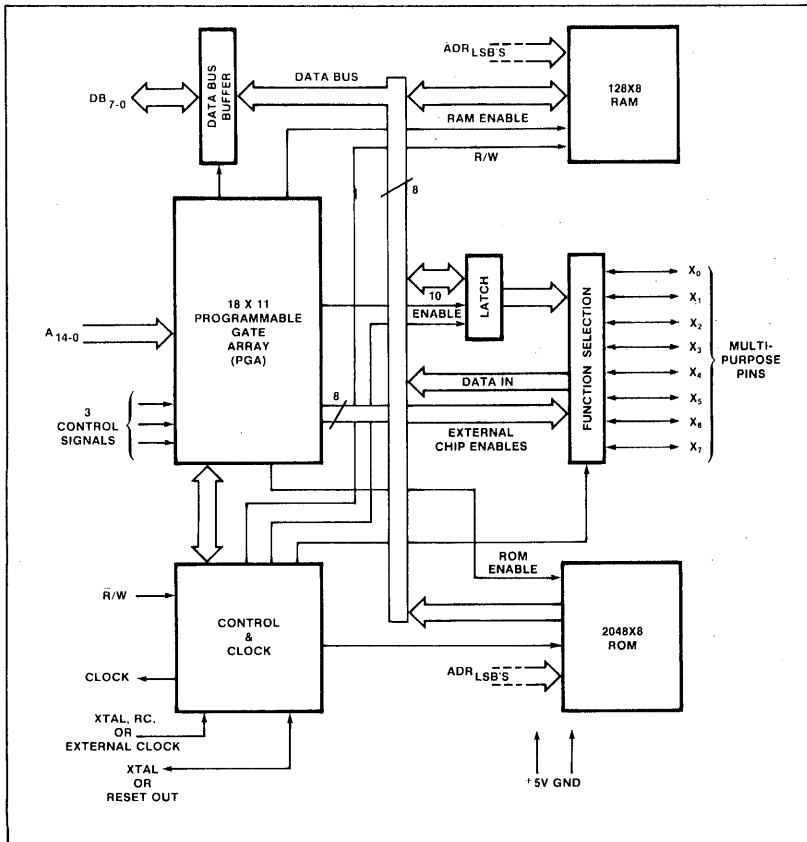 ADR LSB'S
DATA BUS
DATA BUS BUFFER
DB7-0
128X8
RAM
RAM ENABLE
R/W
8
18 X 11
PROGRAMMABLE
GATE
ARRAY
(PGA)
A14-0
10
ENABLE
LATCH
FUNCTION SELECTION
X0
X1
X2
X3
X4
X5
X6
X7
MULTI-
PURPOSE
PINS
DATA IN
8
EXTERNAL
CHIP ENABLES
3
CONTROL
SIGNALS
ROM
ENABLE
R̄/W
CONTROL
&
CLOCK
2048X8
ROM
CLOCK
ADR LSB'S
XTAL, RC,
OR
EXTERNAL CLOCK
XTAL
OR
RESET OUT
+5V GND